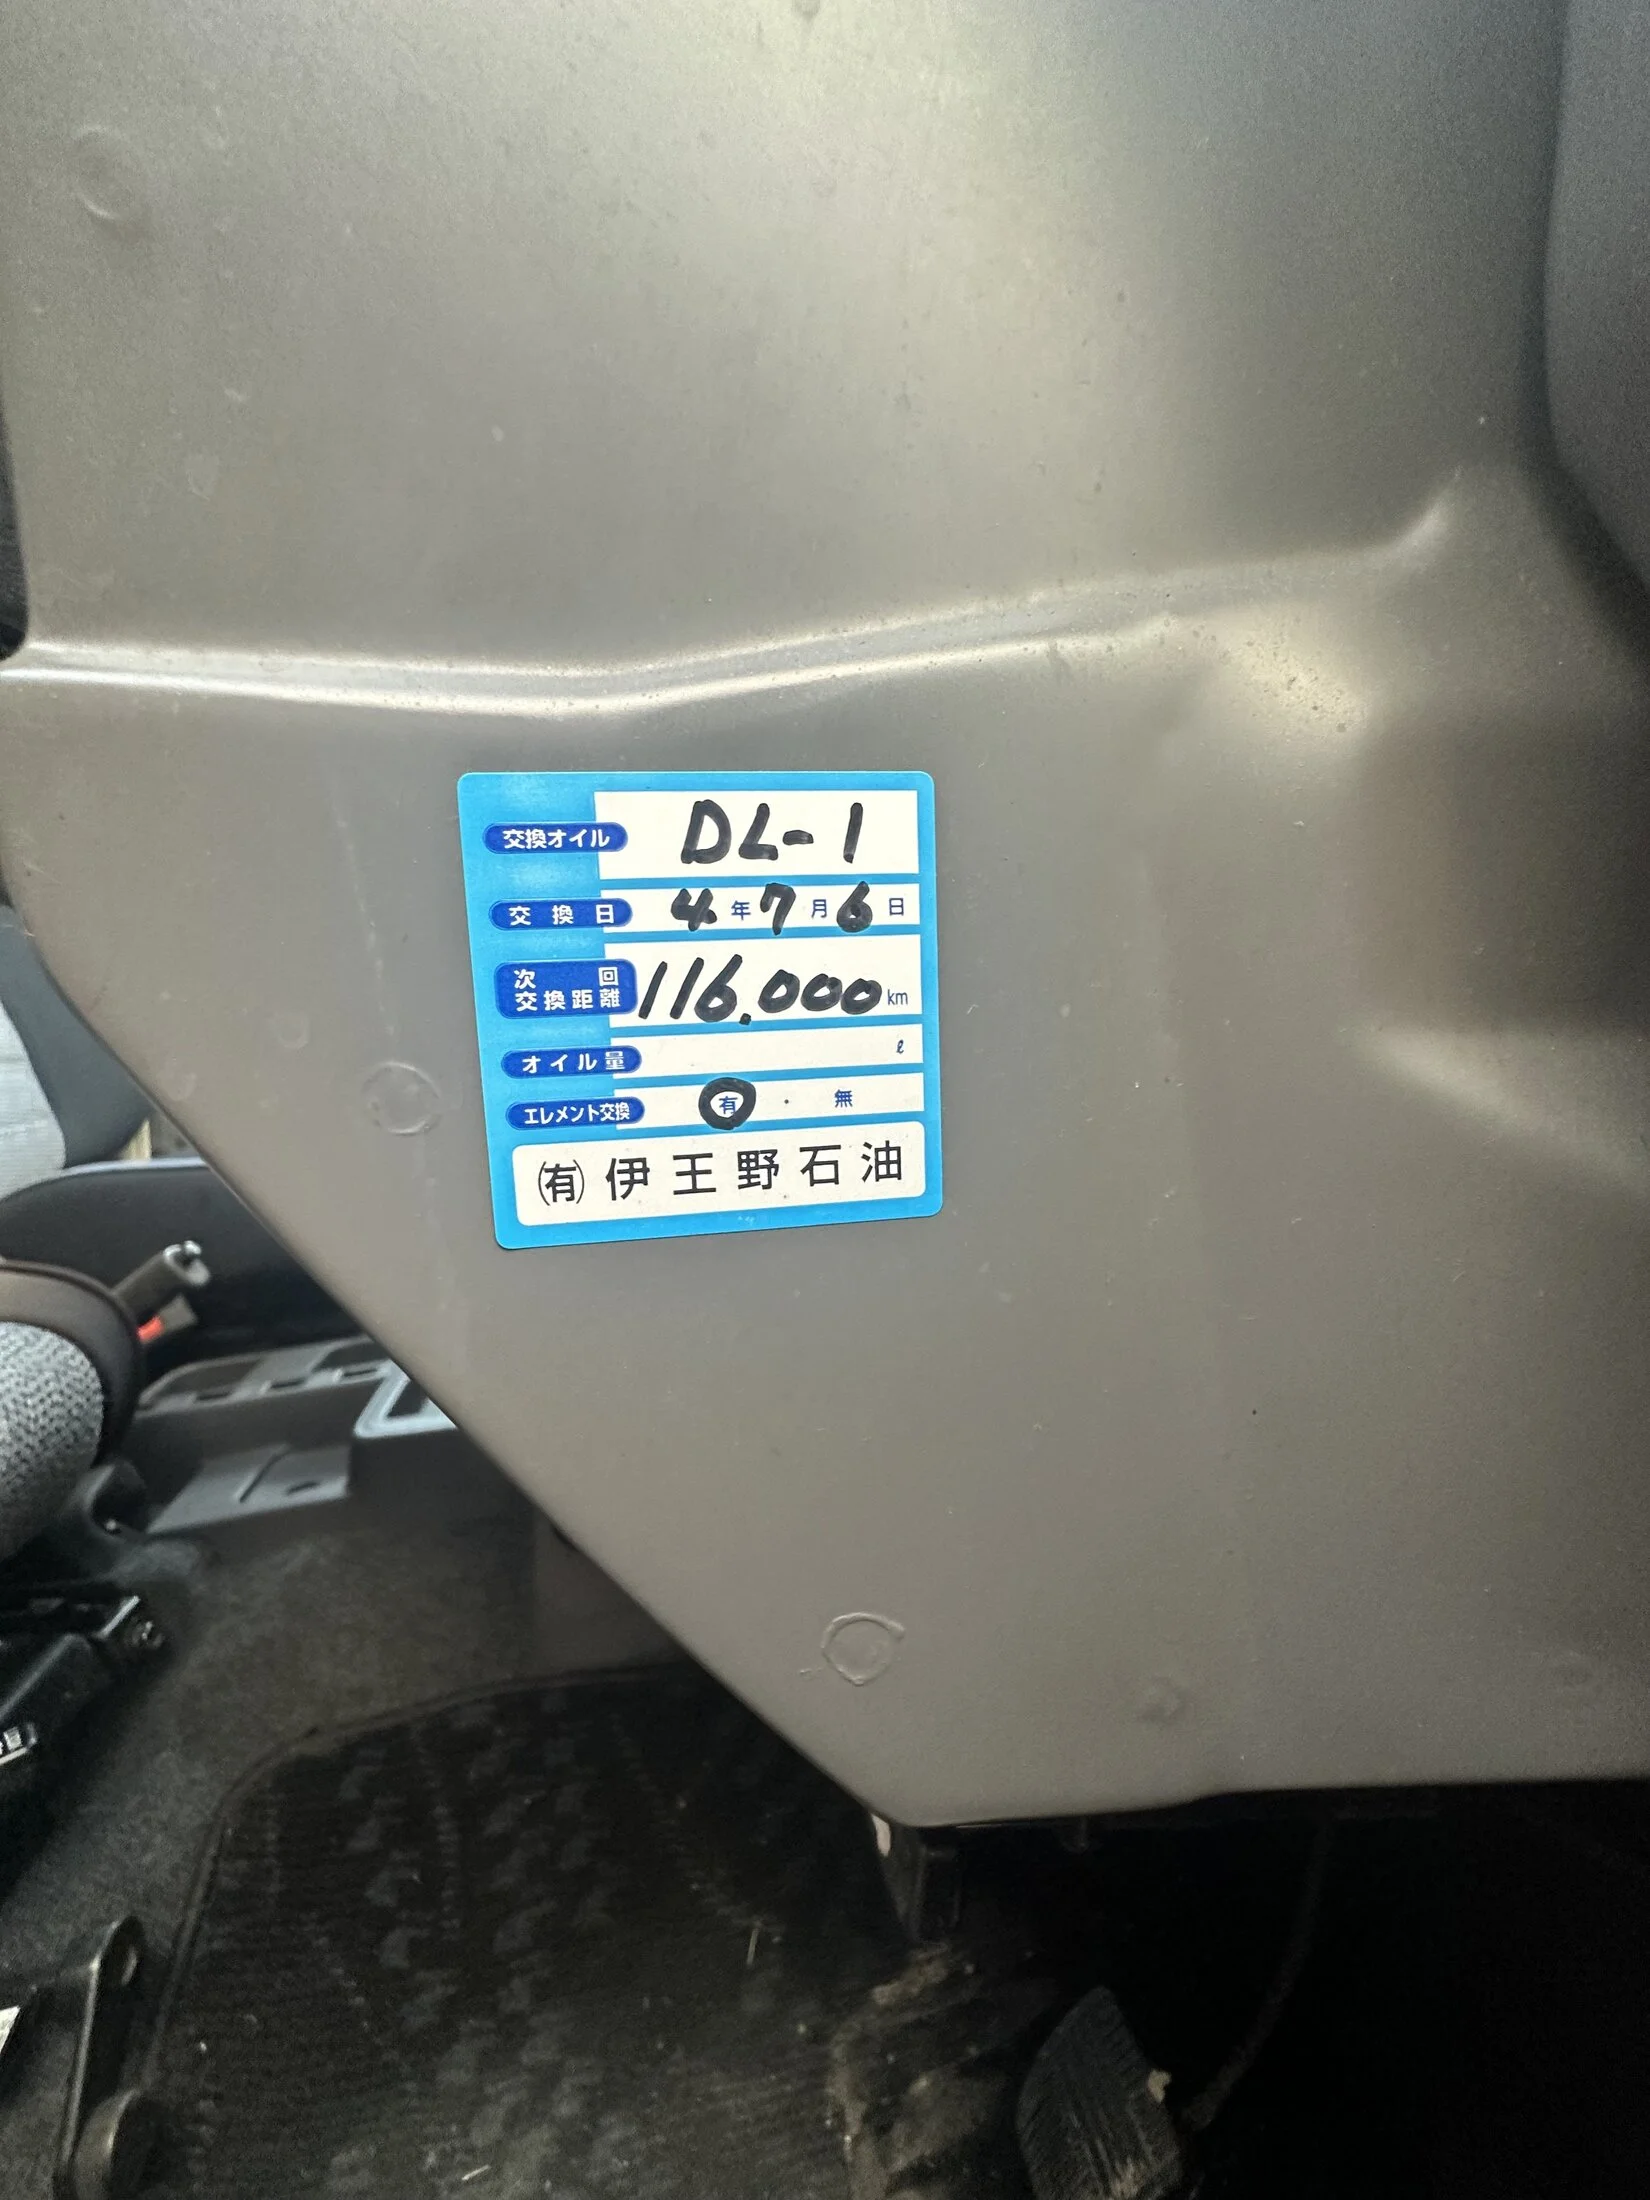 交換オイル DL-1
交換日 4年7月6日
次回交換距離 116.000km
オイル量 ℓ
エレメント交換 有・無
㈲伊王野石油